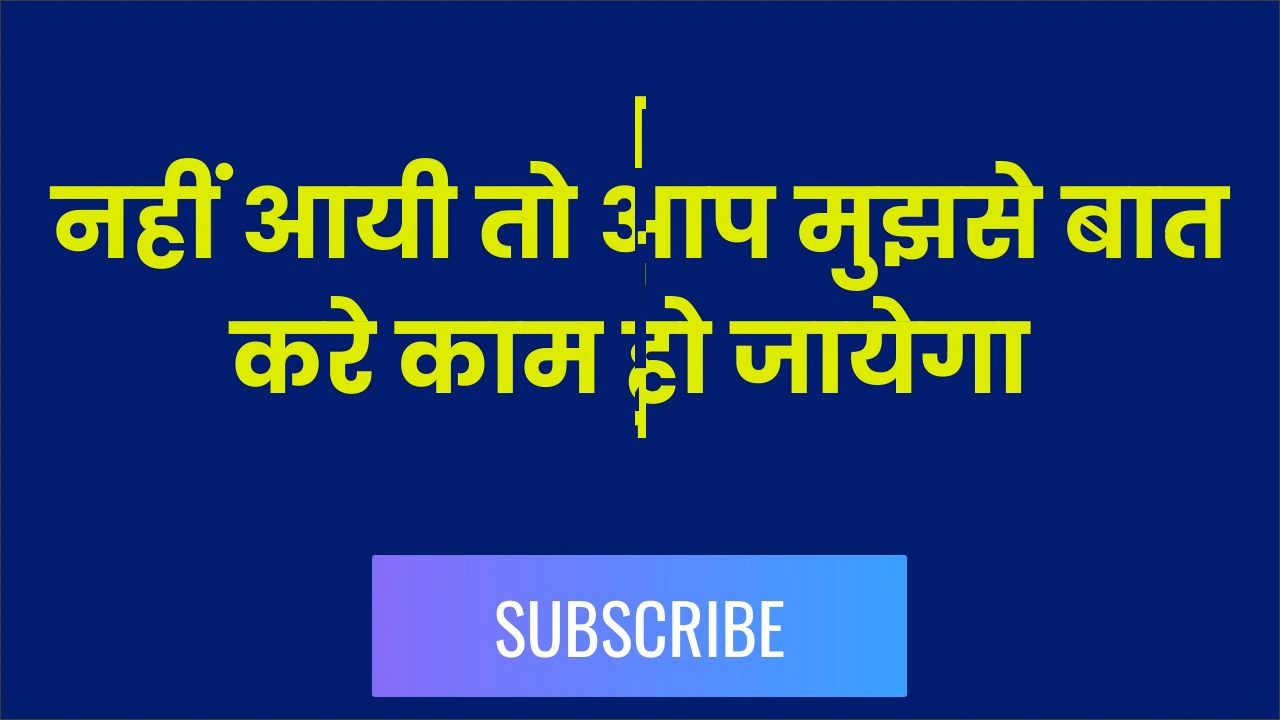 नहीं आयी तो आप मुझसे बात
करे काम हो जायेगा
SUBSCRIBE